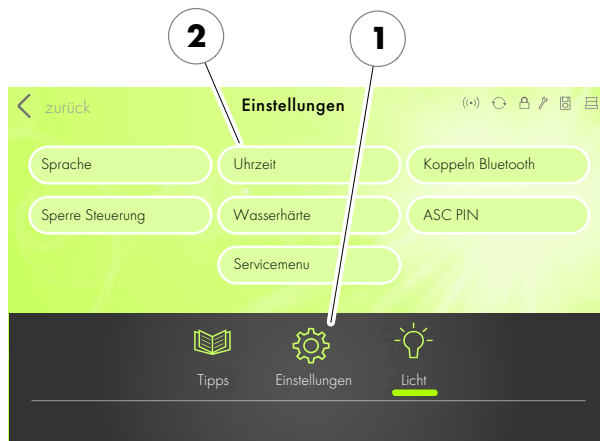 2 1
zurück Einstellungen
Sprache Uhrzeit Koppeln Bluetooth
Sperre Steuerung Wasserhärte ASC PIN
Servicemenu
Tipps Einstellungen Licht